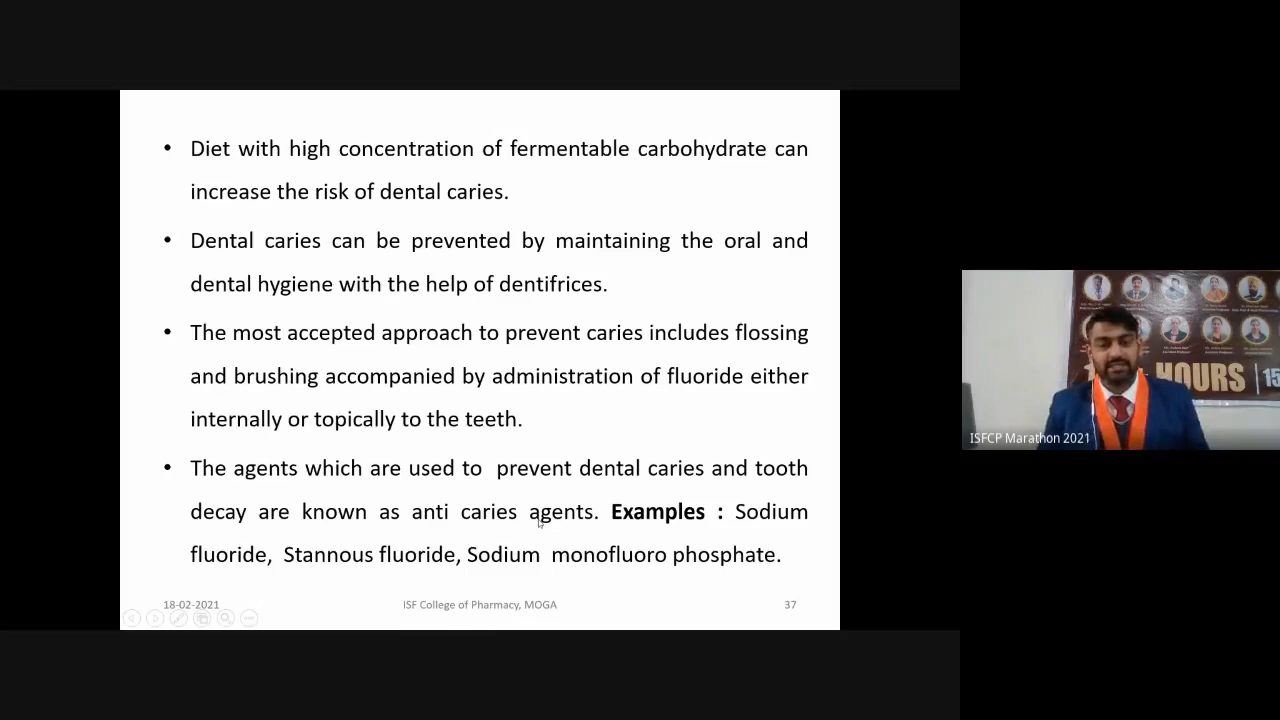 • Diet with high concentration of fermentable carbohydrate can
increase the risk of dental caries.
• Dental caries can be prevented by maintaining the oral and
dental hygiene with the help of dentifrices.
• The most accepted approach to prevent caries includes flossing
and brushing accompanied by administration of fluoride either
internally or topically to the teeth.
• The agents which are used to prevent dental caries and tooth
decay are known as anti caries agents. Examples : Sodium
fluoride, Stannous fluoride, Sodium monofluoro phosphate.
18-02-2021 ISF College of Pharmacy, MOGA 37
HOURS 15
ISFCP Marathon 2021